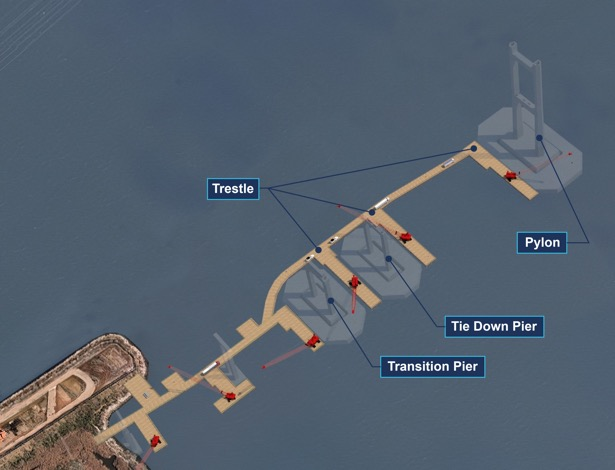 Trestle
Pylon
Tie Down Pier
Transition Pier